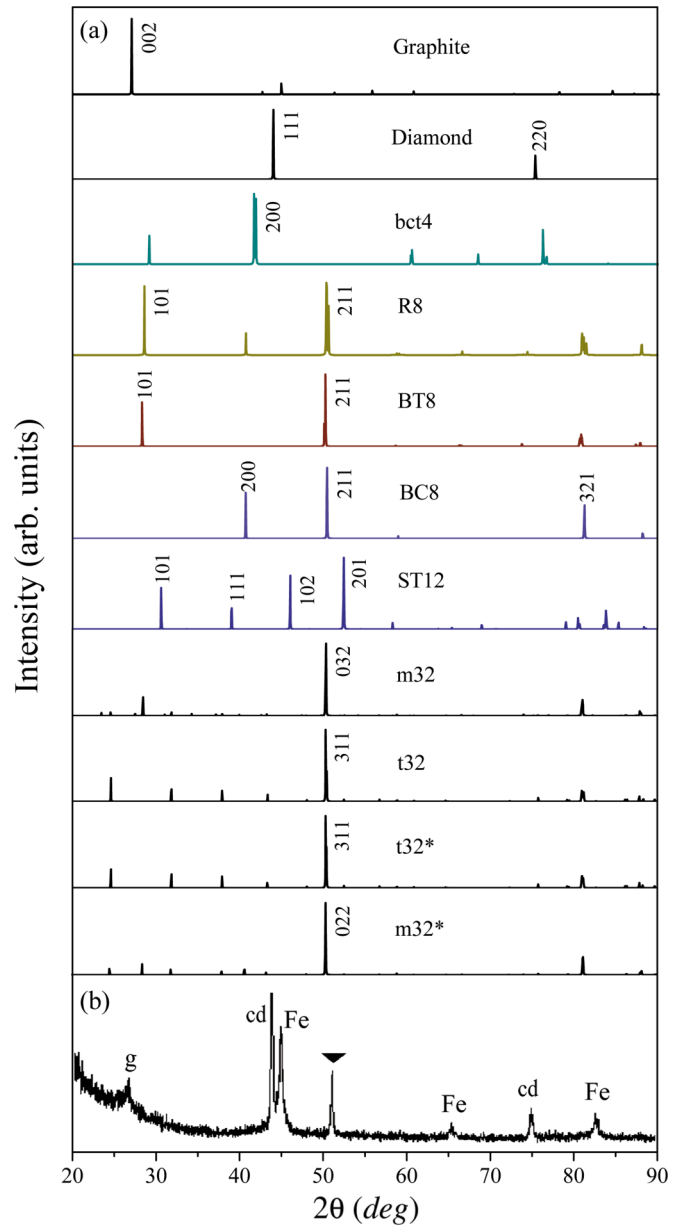 (a)
002
Graphite
111
Diamond
220
200
bct4
101
211
R8
101
211
BT8
200
211
BC8
321
101
111
102
201
ST12
032
m32
311
t32
311
t32*
022
m32*
(b)
g
cd
Fe
Fe
cd
Fe
20 30 40 50 60 70 80 90
2θ (deg)
Intensity (arb. units)